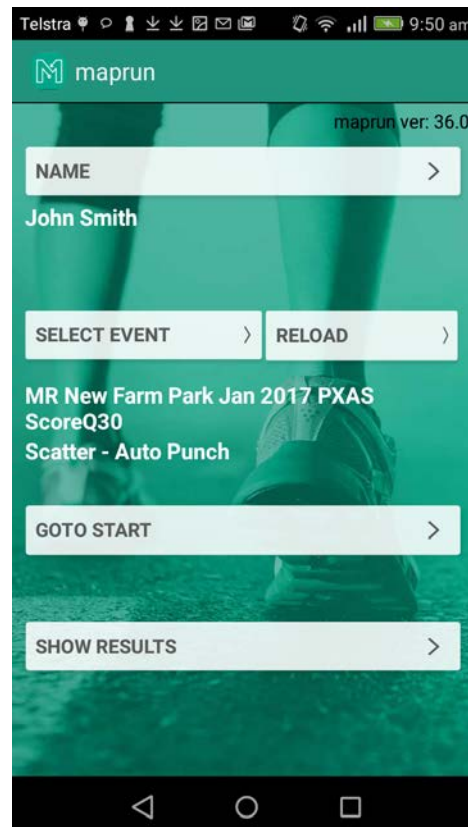 Telstra 9:50 am
maprun
maprun ver: 36.0
NAME
John Smith
SELECT EVENT RELOAD
MR New Farm Park Jan 2017 PXAS
ScoreQ30
Scatter - Auto Punch
GOTO START
SHOW RESULTS